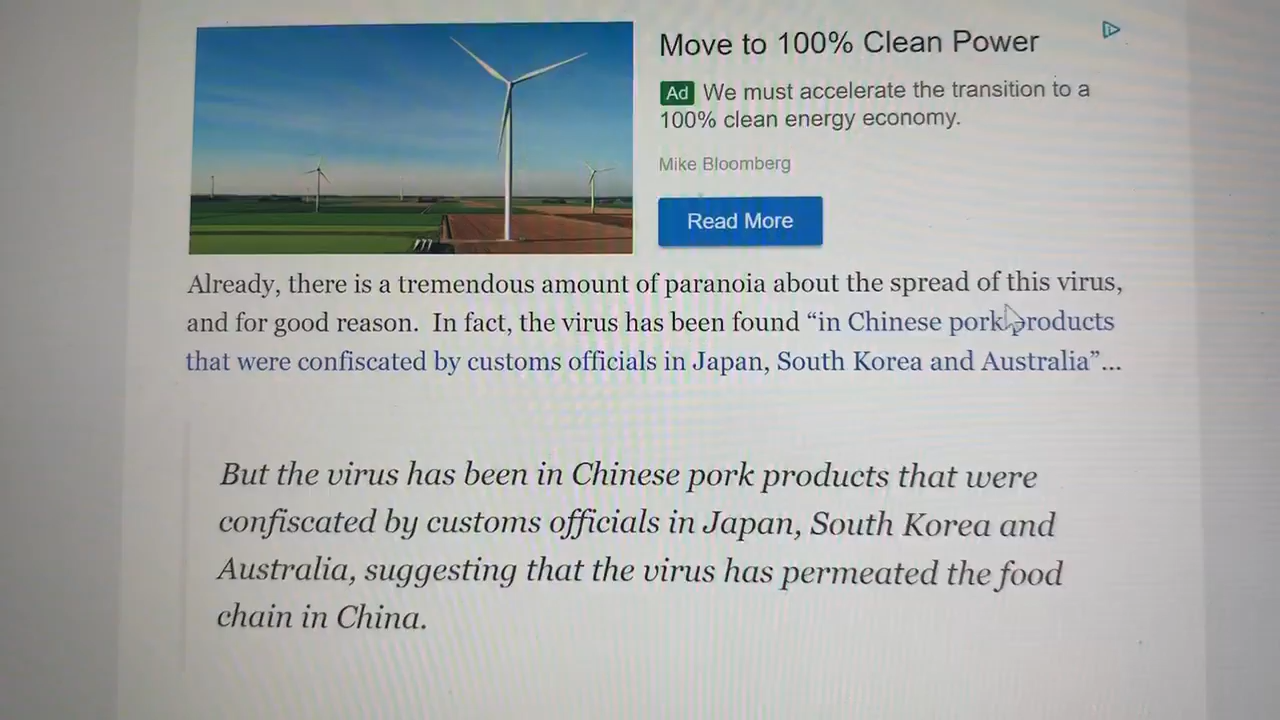 Move to 100% Clean Power
Ad We must accelerate the transition to a
100% clean energy economy.
Mike Bloomberg
Read More
Already, there is a tremendous amount of paranoia about the spread of this virus,
and for good reason. In fact, the virus has been found “in Chinese pork products
that were confiscated by customs officials in Japan, South Korea and Australia”...
But the virus has been in Chinese pork products that were
confiscated by customs officials in Japan, South Korea and
Australia, suggesting that the virus has permeated the food
chain in China.